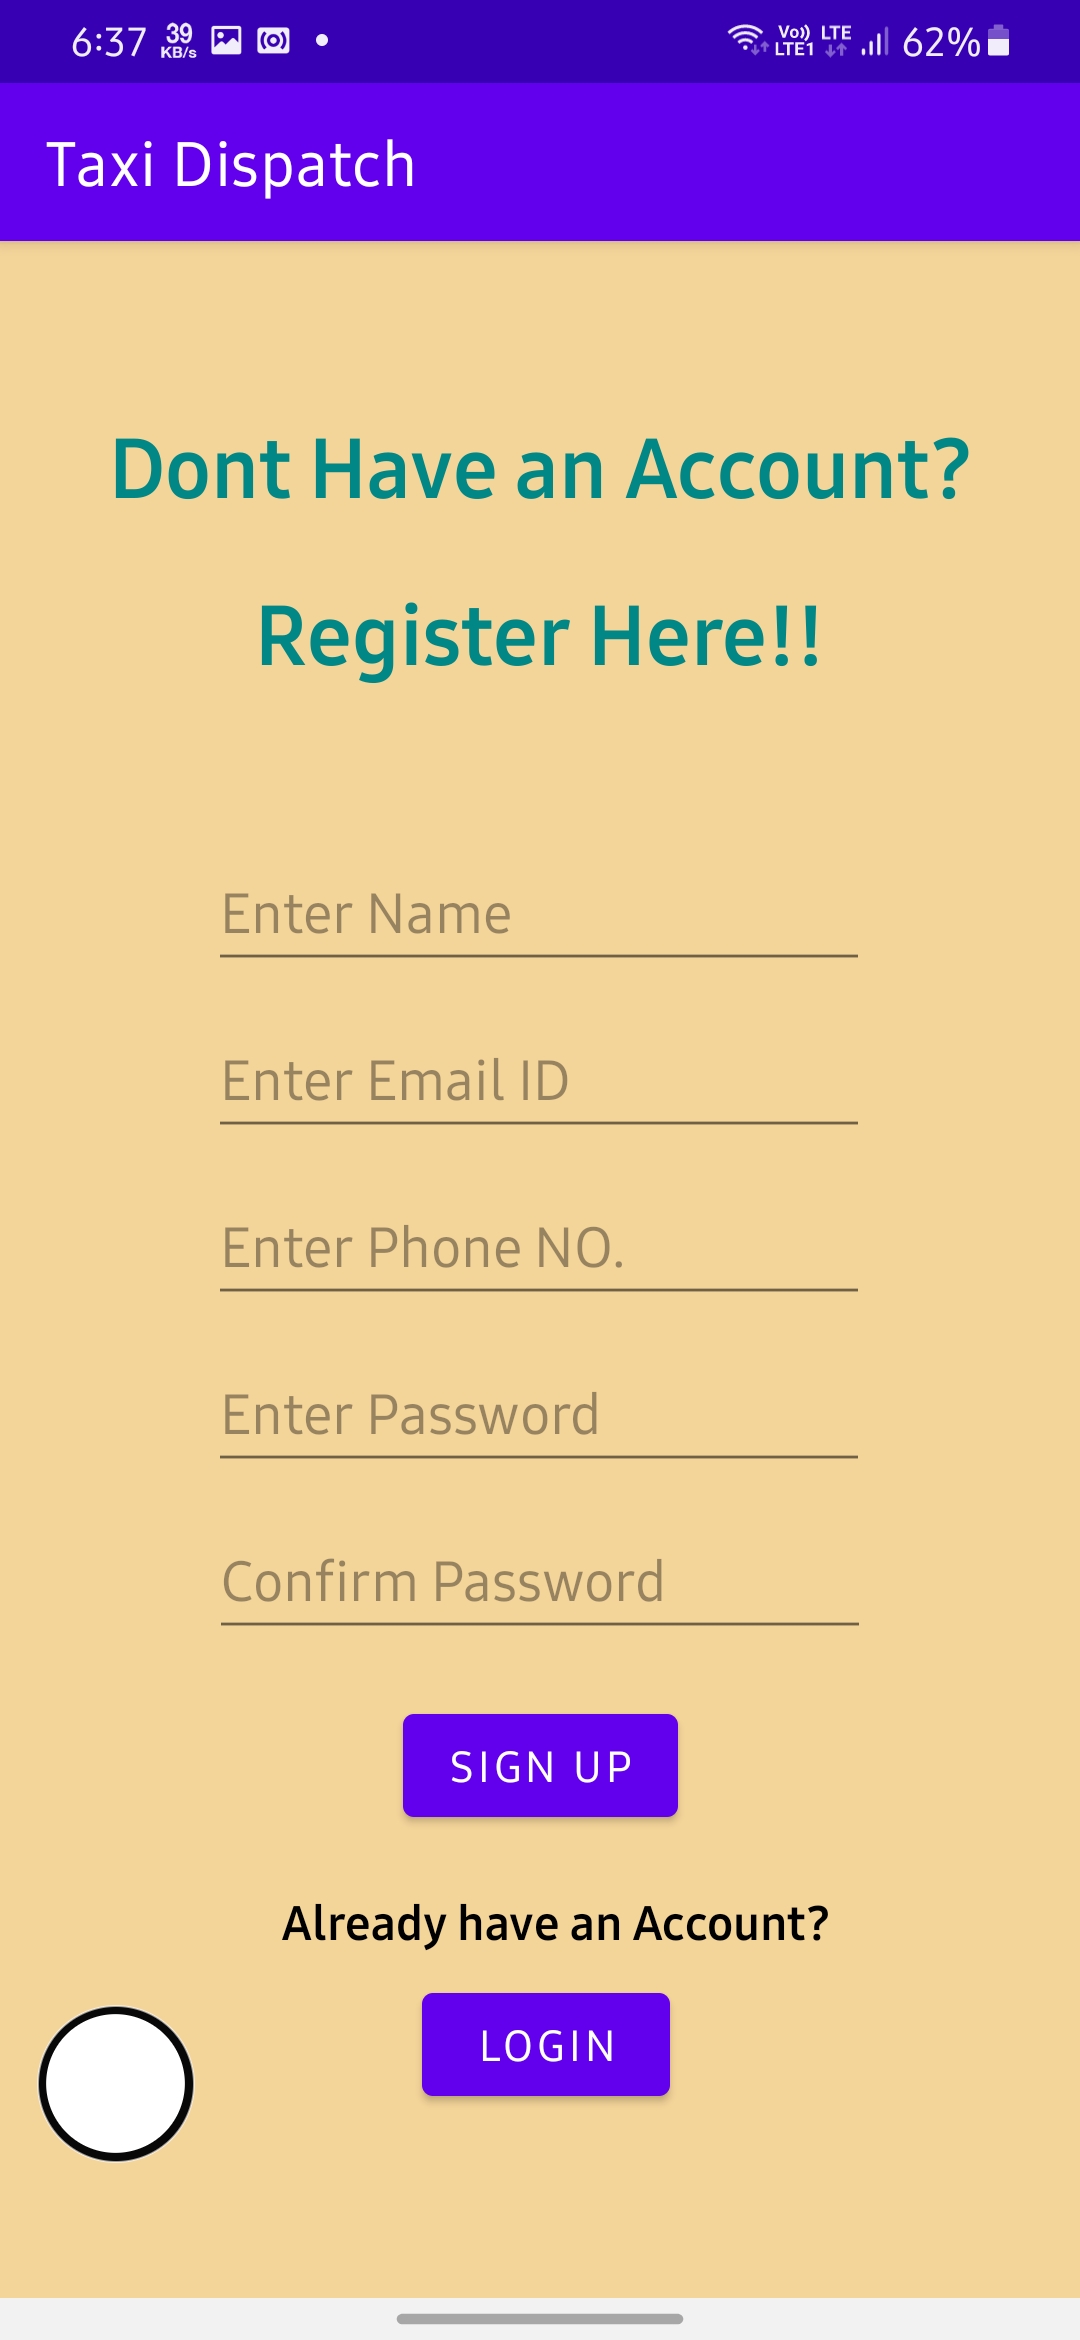 6:37 39 KB/s Vo)) LTE1 LTE 62%
Taxi Dispatch
Dont Have an Account?
Register Here!!
Enter Name
Enter Email ID
Enter Phone NO.
Enter Password
Confirm Password
SIGN UP
Already have an Account?
LOGIN